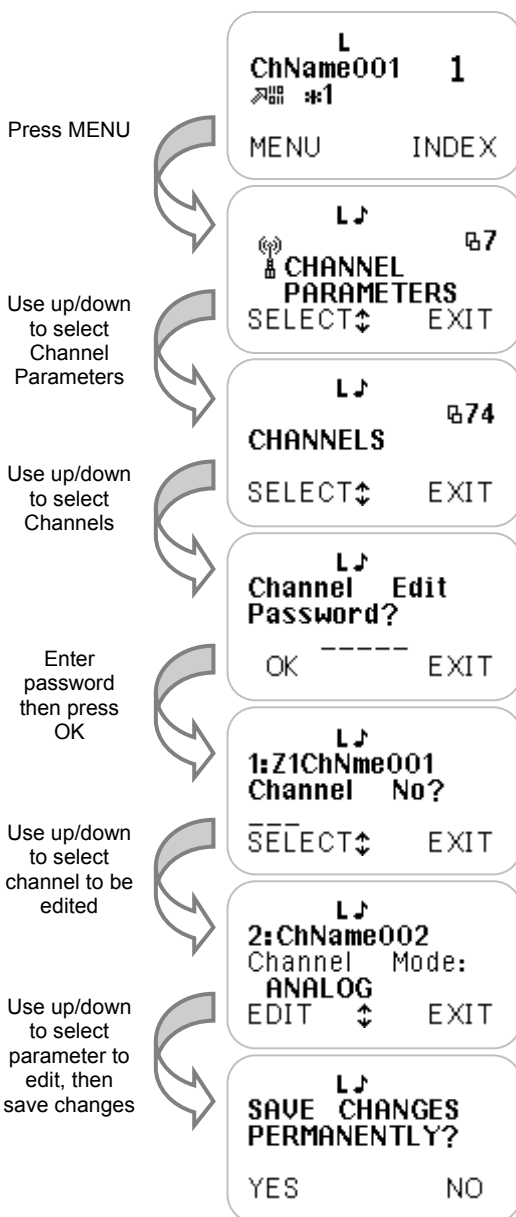 L
ChName001 1
*1
MENU INDEX
Press MENU
L♪
7
CHANNEL
PARAMETERS
SELECT↕ EXIT
Use up/down
to select
Channel
Parameters
L♪
74
CHANNELS
SELECT↕ EXIT
Use up/down
to select
Channels
L♪
Channel Edit
Password?
_____
OK EXIT
Enter
password
then press
OK
L♪
1:Z1ChNme001
Channel No?
___
SELECT↕ EXIT
Use up/down
to select
channel to be
edited
L♪
2:ChName002
Channel Mode:
ANALOG
EDIT ↕ EXIT
Use up/down
to select
parameter to
edit, then
save changes
L♪
SAVE CHANGES
PERMANENTLY?
YES NO